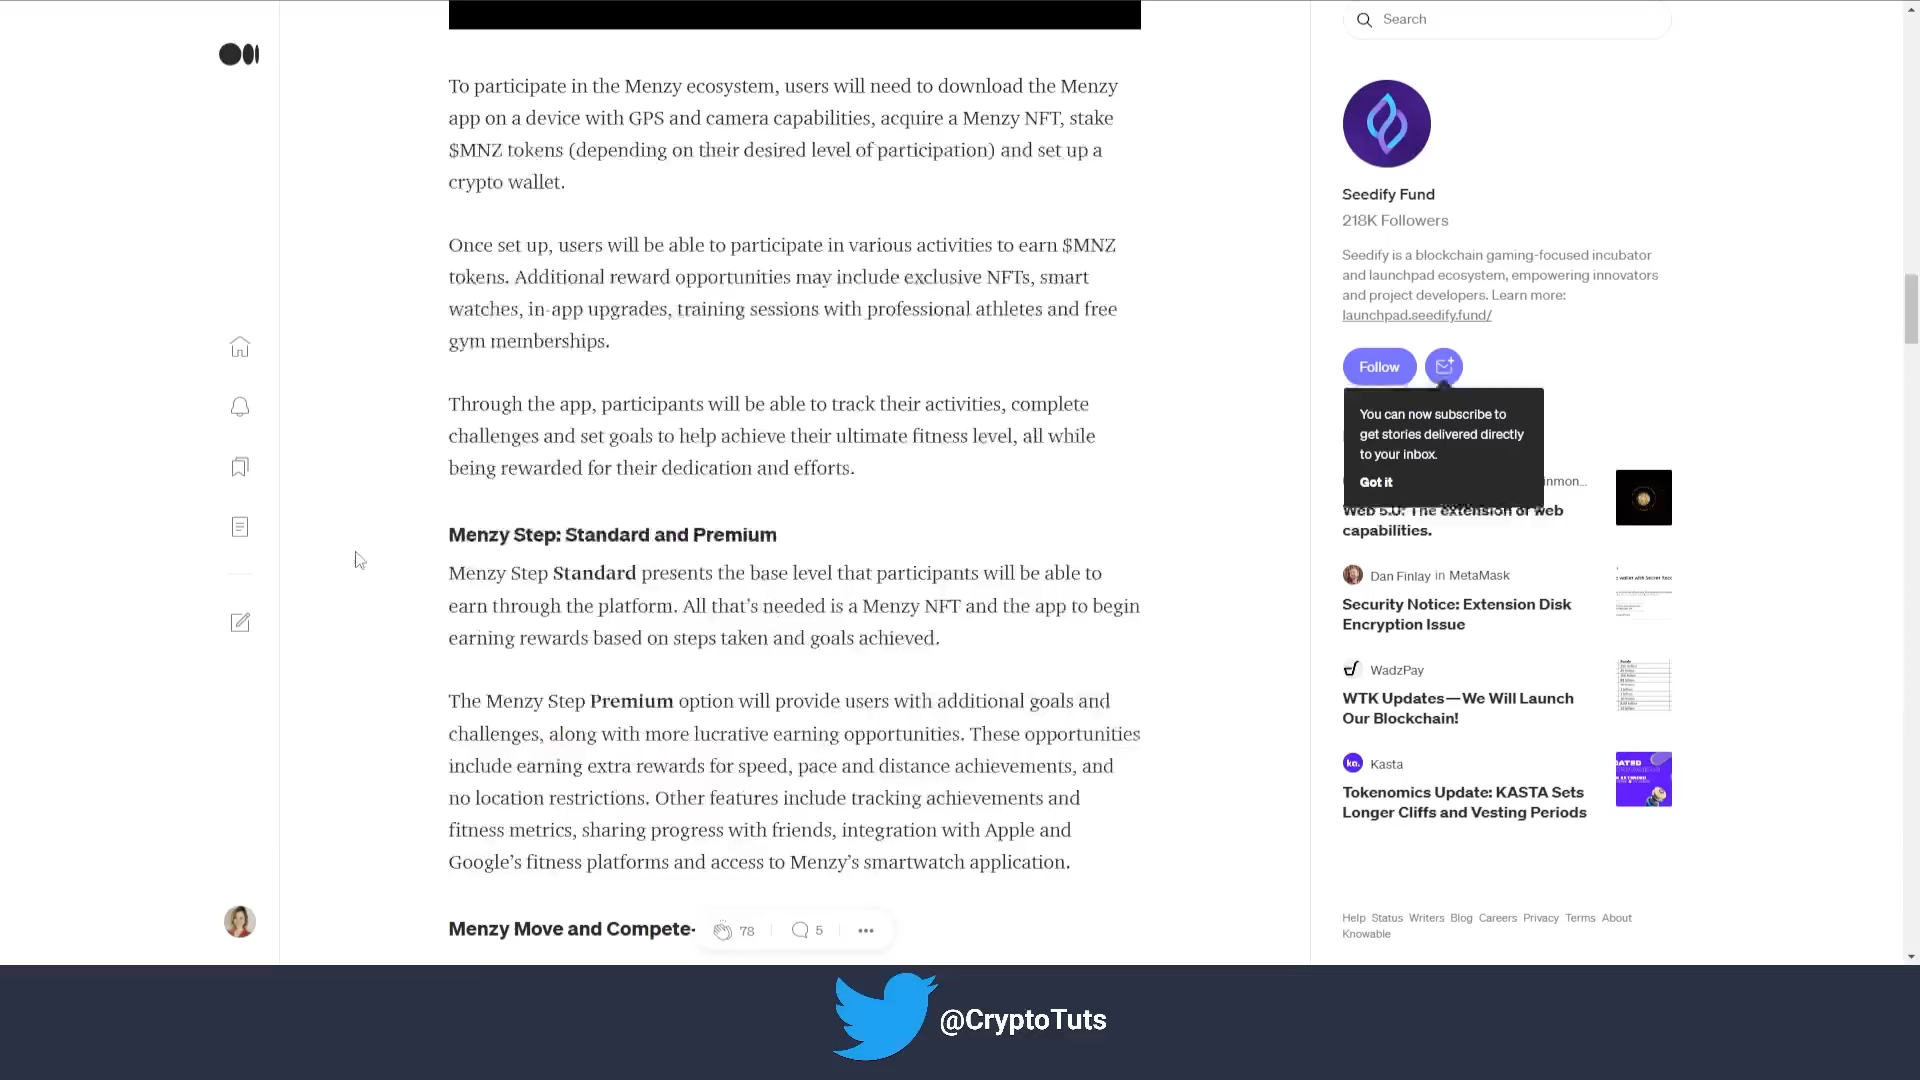 Search
To participate in the Menzy ecosystem, users will need to download the Menzy
app on a device with GPS and camera capabilities, acquire a Menzy NFT, stake
$MNZ tokens (depending on their desired level of participation) and set up a
crypto wallet.
Once set up, users will be able to participate in various activities to earn $MNZ
tokens. Additional reward opportunities may include exclusive NFTs, smart
watches, in-app upgrades, training sessions with professional athletes and free
gym memberships.
Through the app, participants will be able to track their activities, complete
challenges and set goals to help achieve their ultimate fitness level, all while
being rewarded for their dedication and efforts.
Menzy Step: Standard and Premium
Menzy Step Standard presents the base level that participants will be able to
earn through the platform. All that's needed is a Menzy NFT and the app to begin
earning rewards based on steps taken and goals achieved.
The Menzy Step Premium option will provide users with additional goals and
challenges, along with more lucrative earning opportunities. These opportunities
include earning extra rewards for speed, pace and distance achievements, and
no location restrictions. Other features include tracking achievements and
fitness metrics, sharing progress with friends, integration with Apple and
Google's fitness platforms and access to Menzy's smartwatch application.
Menzy Move and Compete-
78
5
Seedify Fund
218K Followers
Seedify is a blockchain gaming-focused incubator
and launchpad ecosystem, empowering innovators
and project developers. Learn more:
launchpad.seedify.fund/
Follow
You can now subscribe to
get stories delivered directly
to your inbox.
Got it
inmon...
Web 5.0: The extension of web
capabilities.
Dan Finlay in MetaMask
Security Notice: Extension Disk
Encryption Issue
WadzPay
WTK Updates—We Will Launch
Our Blockchain!
ka.
Kasta
Tokenomics Update: KASTA Sets
Longer Cliffs and Vesting Periods
Help Status Writers Blog Careers Privacy Terms About
Knowable
@CryptoTuts